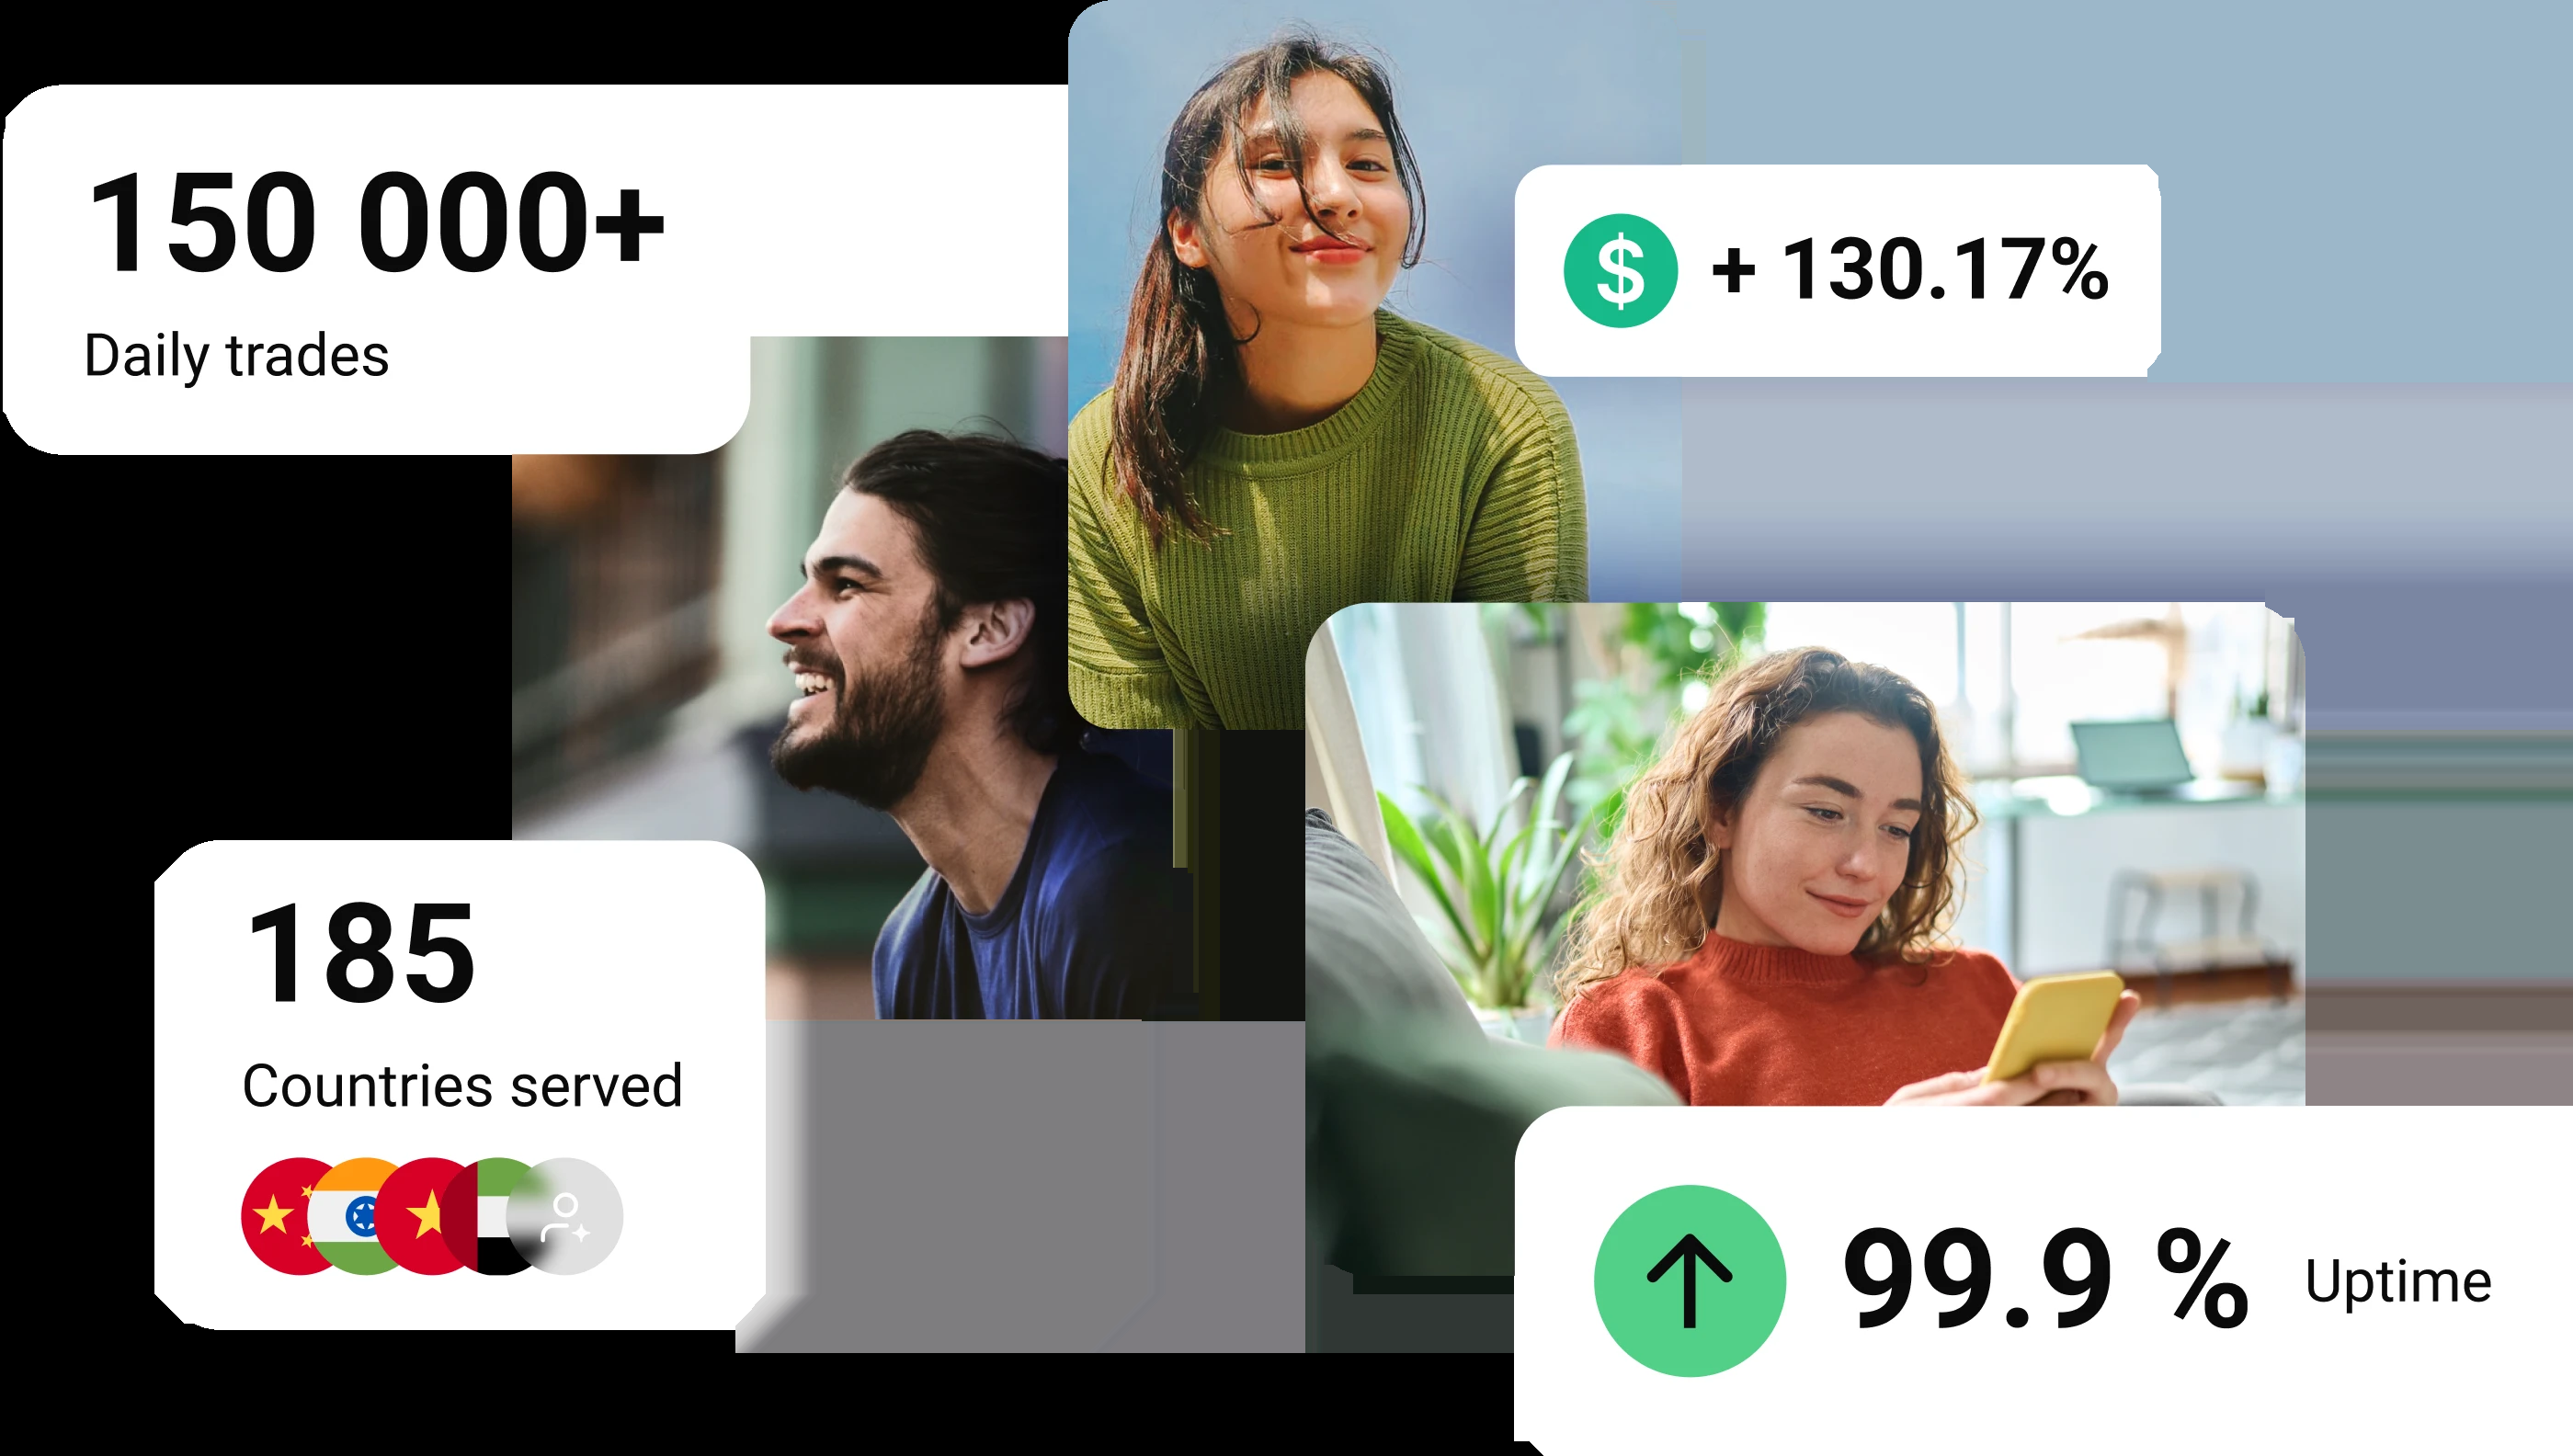 150 000+
Daily trades
$ + 130.17%
185
Countries served
99.9 % Uptime